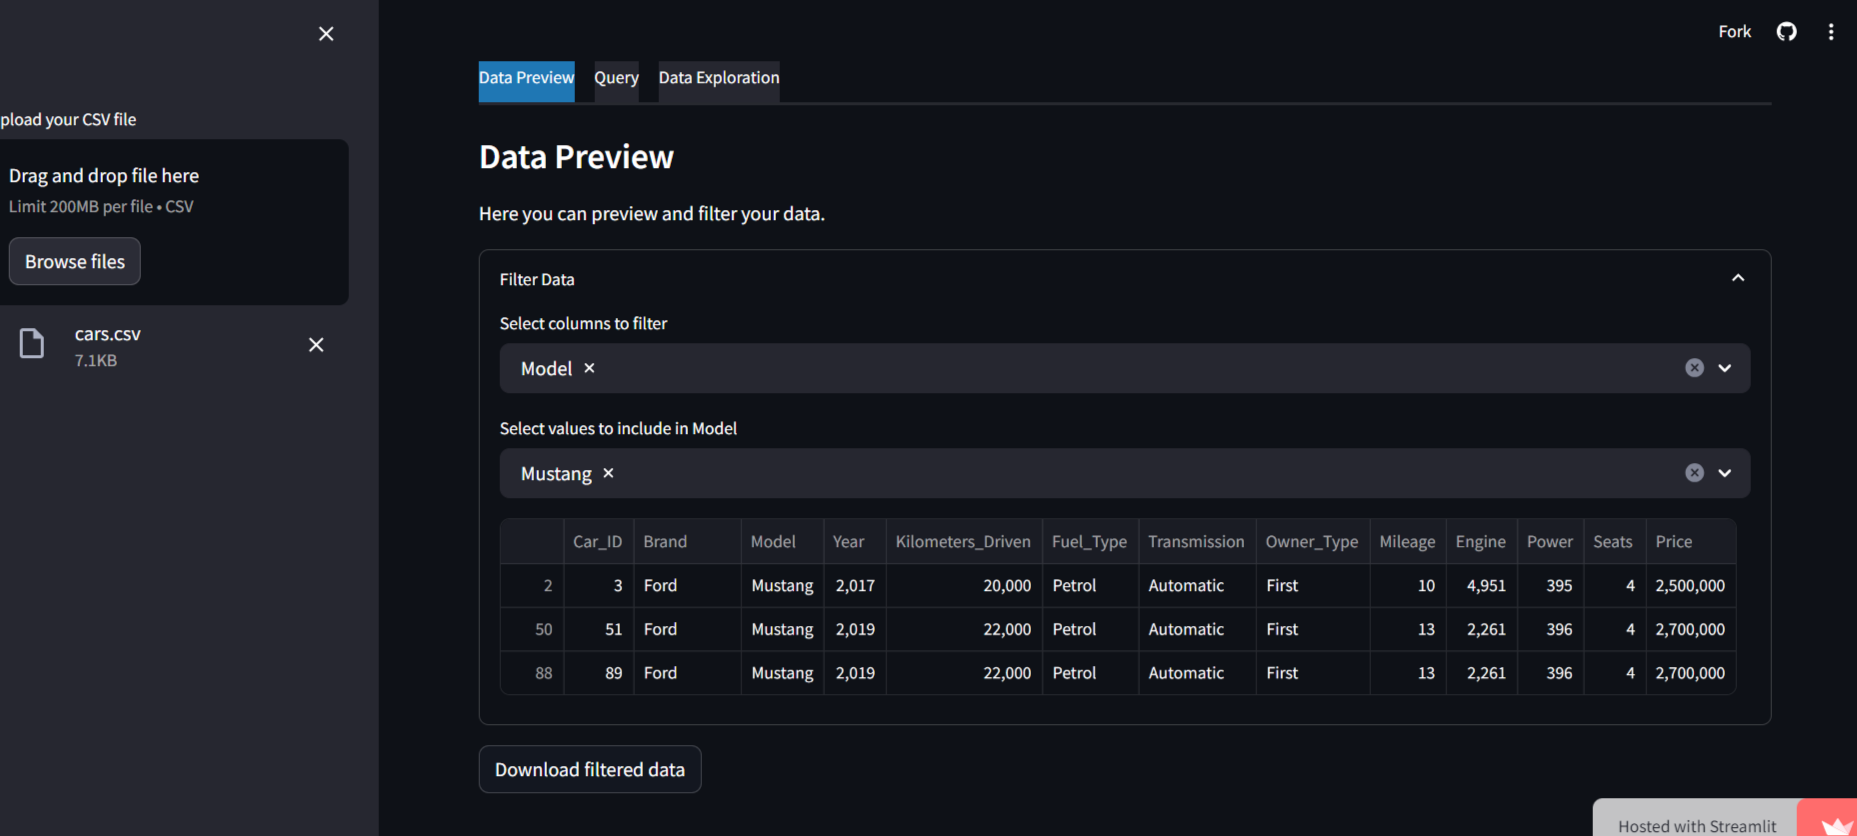 Fork
pload your CSV file
Drag and drop file here
Limit 200MB per file • CSV
Browse files
cars.csv
7.1KB
Data Preview Query Data Exploration
Data Preview
Here you can preview and filter your data.
Filter Data
Select columns to filter
Model
Select values to include in Model
Mustang
Car_ID Brand Model Year Kilometers_Driven Fuel_Type Transmission Owner_Type Mileage Engine Power Seats Price
2 3 Ford Mustang 2,017 20,000 Petrol Automatic First 10 4,951 395 4 2,500,000
50 51 Ford Mustang 2,019 22,000 Petrol Automatic First 13 2,261 396 4 2,700,000
88 89 Ford Mustang 2,019 22,000 Petrol Automatic First 13 2,261 396 4 2,700,000
Download filtered data
Hosted with Streamlit